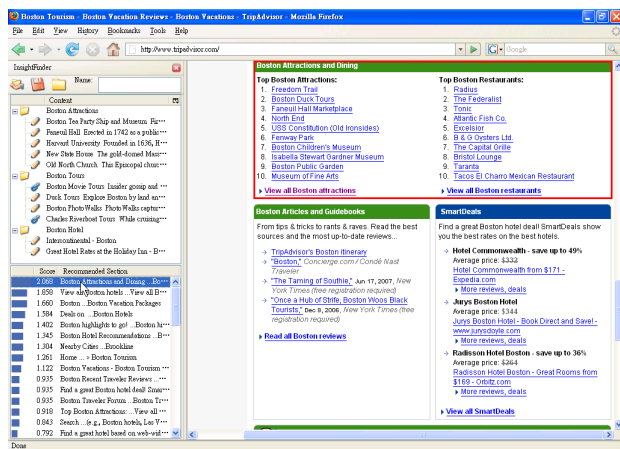 Boston Tourism - Boston Vacation Reviews - Boston Vacations - TripAdvisor - Mozilla Firefox
File Edit View History Bookmarks Tools Help
http://www.tripadvisor.com/
Google
InsightFinder
Name:
Content
Boston Attractions
Boston Tea Party Ship and Museum Fir...
Faneuil Hall Erected in 1742 as a public...
Harvard University Founded in 1636, H...
New State House The gold-domed Mass...
Old North Church This Episcopal churc...
Boston Tours
Boston Movie Tours Insider gossip and ...
Duck Tours Explore Boston by land an...
Boston PhotoWalks PhotoWalks captur...
Charles Riverboat Tours While cruising...
Boston Hotel
Intercontinental - Boston
Great Hotel Rates at the Holiday Inn - B...
Score Recommended Section
2.068 Boston Attractions and Dining ...Bo...
1.858 View all Boston hotels ...View all B...
1.660 Boston ...Boston Vacation Packages
1.584 Deals on ...Boston Hotels
1.402 Boston highlights to go! ...Boston hi...
1.345 Boston Hotel Recommendations ...B...
1.304 Nearby Cities ...Brookline
1.261 Home ... > Boston Tourism
1.122 Boston Vacations - Boston Tourism ...
0.935 Boston Recent Traveler Reviews ...
0.935 Find a great Boston hotel deal! Smar...
0.935 Boston Traveler Forum ...Boston Tr...
0.918 Top Boston Attractions: ...View all ...
0.843 Search ...(e.g., Boston hotels, Las V...
0.792 Find a great hotel based on web-wid...
Boston Attractions and Dining
Top Boston Attractions:
1. Freedom Trail
2. Boston Duck Tours
3. Faneuil Hall Marketplace
4. North End
5. USS Constitution (Old Ironsides)
6. Fenway Park
7. Boston Children's Museum
8. Isabella Stewart Gardner Museum
9. Boston Public Garden
10. Museum of Fine Arts
View all Boston attractions
Top Boston Restaurants:
1. Radius
2. The Federalist
3. Tonic
4. Atlantic Fish Co.
5. Excelsior
6. B & G Oysters Ltd.
7. The Capital Grille
8. Bristol Lounge
9. Taranta
10. Tacos El Charro Mexican Restaurant
View all Boston restaurants
Boston Articles and Guidebooks
From tips & tricks to rants & raves. Read the best
sources and the most up-to-date reviews...
TripAdvisor's Boston Itinerary
"Boston," Concierge.com / Condé Nast
Traveler
"The Taming of Southie," Jun 17, 2007, New
York Times (free registration required)
"Once a Hub of Strife, Boston Woos Black
Tourists," Dec 9, 2006, New York Times (free
registration required)
Read all Boston reviews
SmartDeals
Find a great Boston hotel deal! SmartDeals show
you the best rates on the best hotels.
Hotel Commonwealth - save up to 49%
Average price: $332
Hotel Commonwealth from $171 -
Expedia.com
More reviews, deals
Jurys Boston Hotel
Average price: $344
Jurys Boston Hotel - Book Direct and Save! -
www.jurysdoyle.com
More reviews, deals
Radisson Hotel Boston - save up to 36%
Average price: $264
Radisson Hotel Boston - Great Rooms from
$169 - Orbitz.com
More reviews, deals
View all SmartDeals
Done